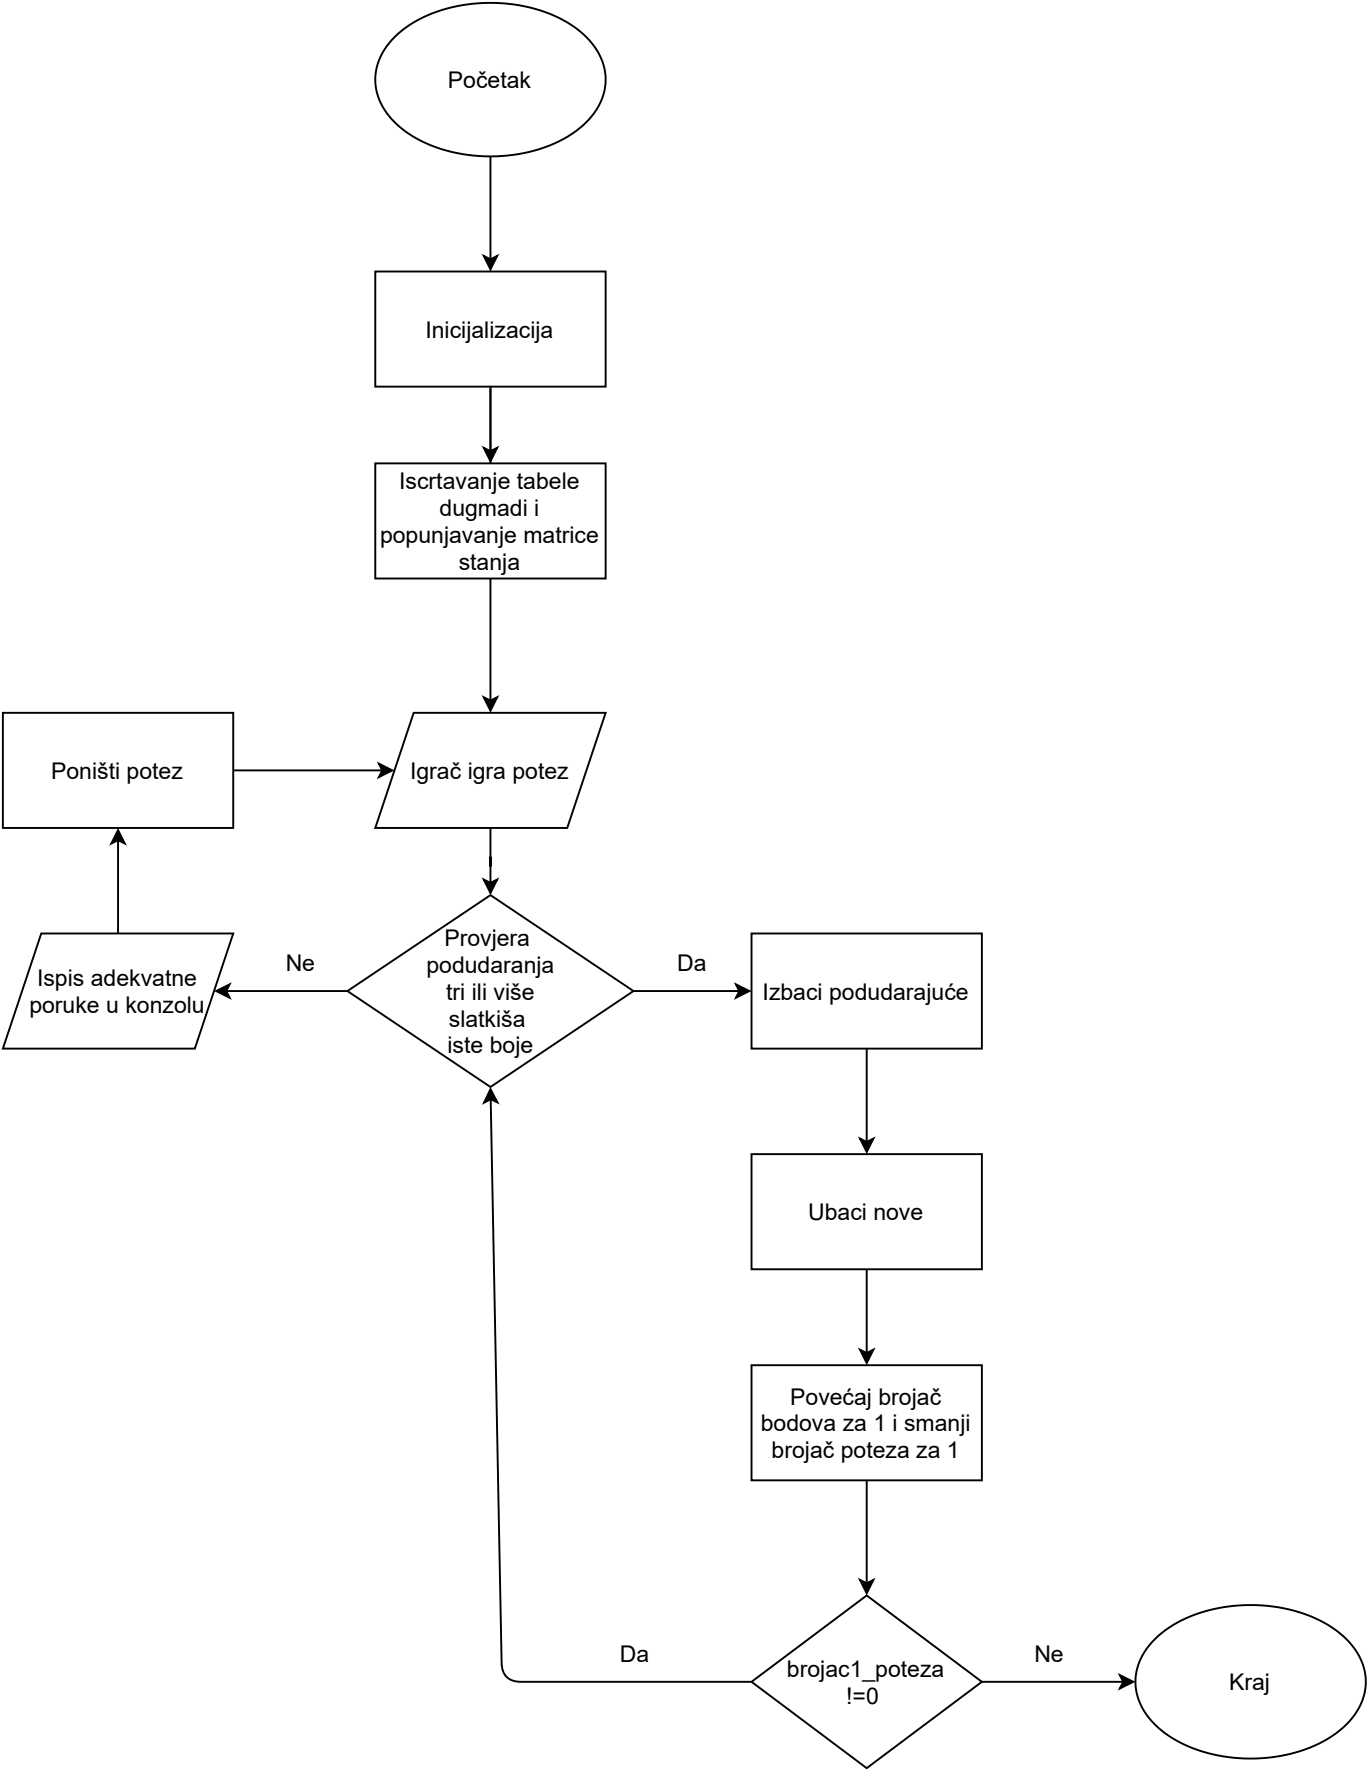 Početak
Inicijalizacija
Iscrtavanje tabele
dugmadi i
popunjavanje matrice
stanja
Poništi potez
Igrač igra potez
Ispis adekvatne
poruke u konzolu
Ne
Provjera
podudaranja
tri ili više
slatkiša
iste boje
Da
Izbaci podudarajuće
Ubaci nove
Povećaj brojač
bodova za 1 i smanji
brojač poteza za 1
Da
brojac1_poteza
!=0
Ne
Kraj